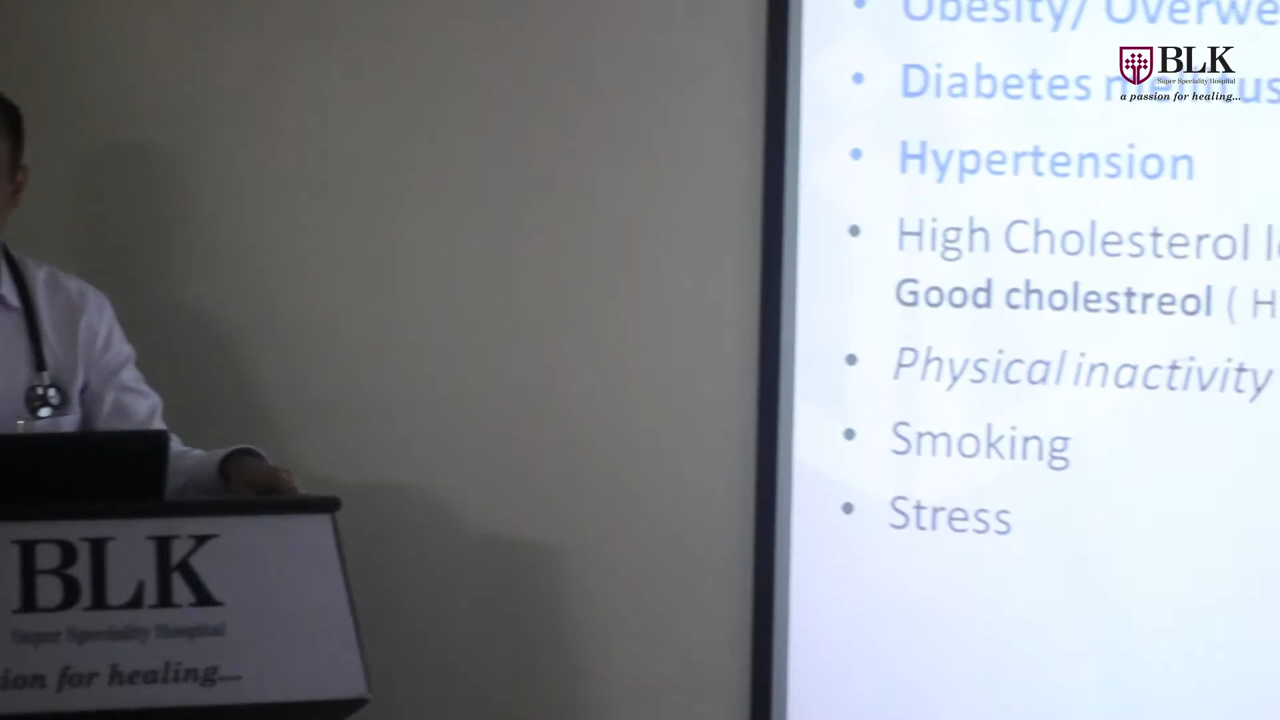 Obesity/ Overwe
BLK
Super Speciality Hospital
a passion for healing...
• Diabetes mellitus
• Hypertension
• High Cholesterol l
Good cholestreol ( H
• Physical inactivity
• Smoking
• Stress
BLK
Super Speciality Hospital
ion for healing...